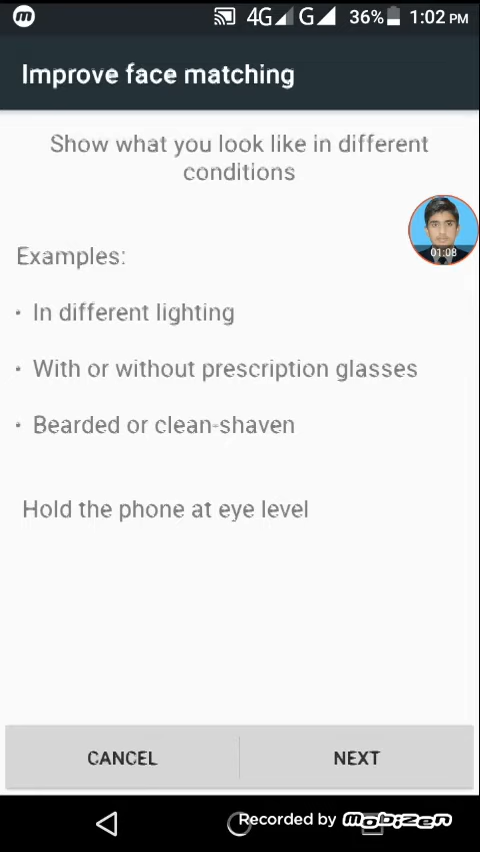 m 4G G 36% 1:02 PM
Improve face matching
Show what you look like in different
conditions
01:08
Examples:
• In different lighting
• With or without prescription glasses
• Bearded or clean-shaven
Hold the phone at eye level
CANCEL NEXT
Recorded by mobizen